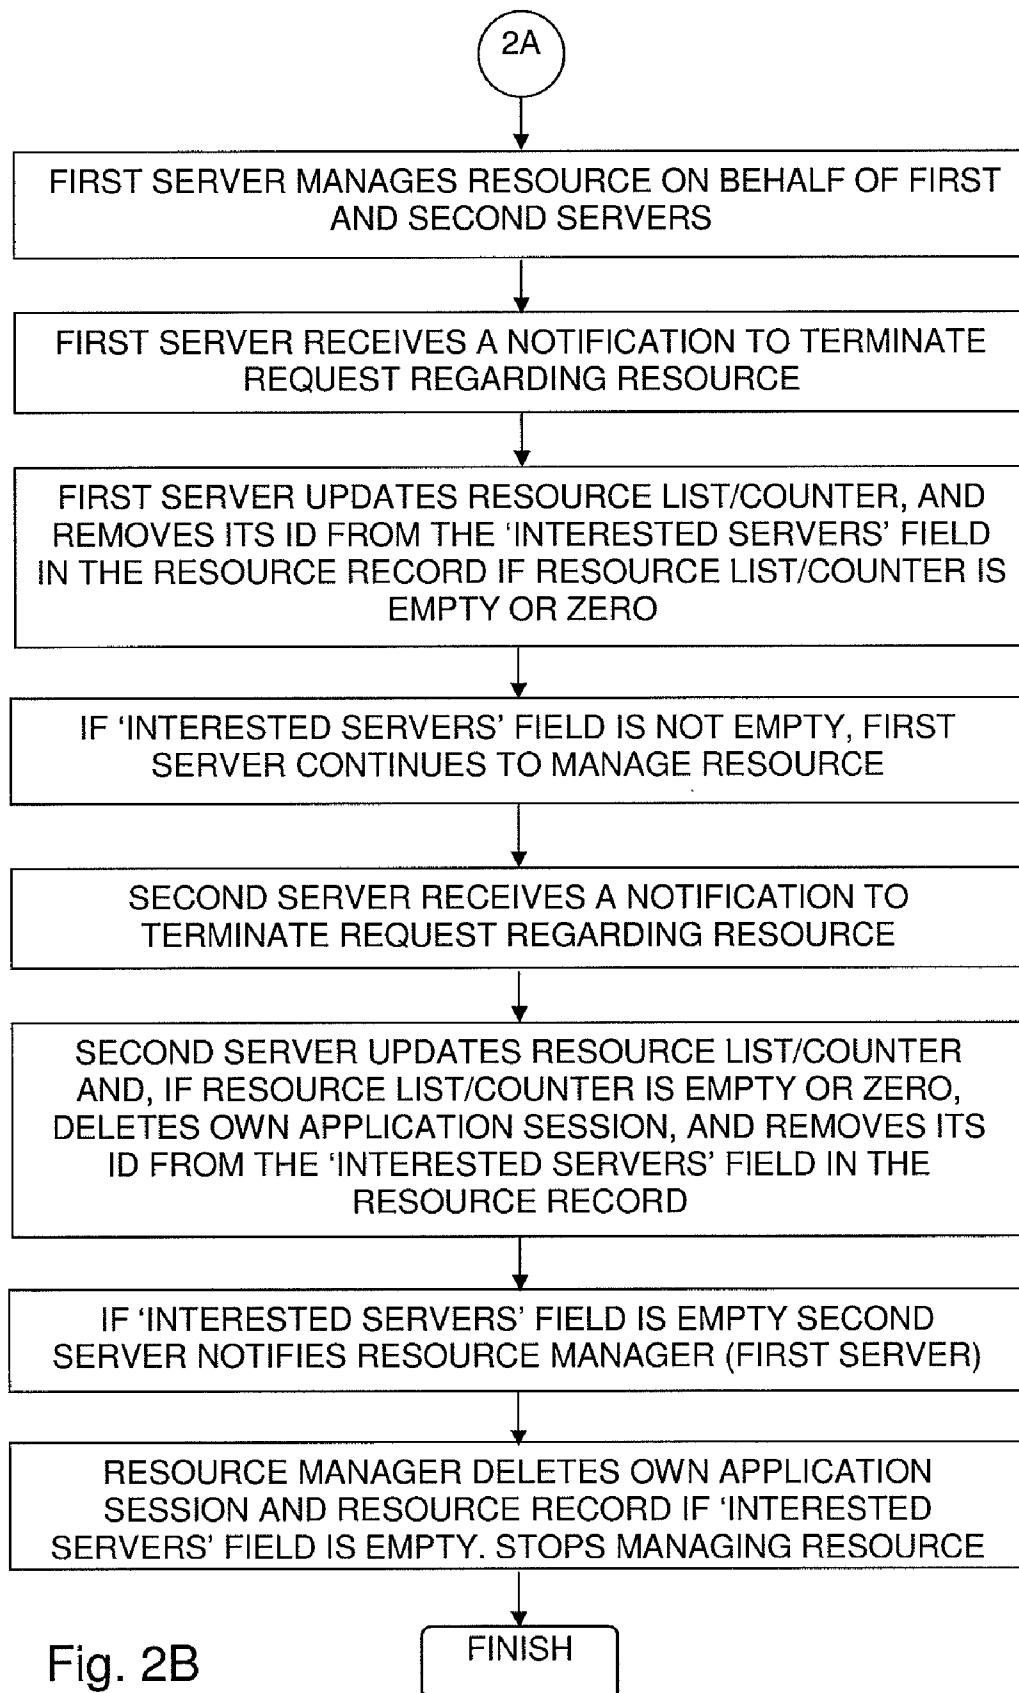 2A
FIRST SERVER MANAGES RESOURCE ON BEHALF OF FIRST
AND SECOND SERVERS
FIRST SERVER RECEIVES A NOTIFICATION TO TERMINATE
REQUEST REGARDING RESOURCE
FIRST SERVER UPDATES RESOURCE LIST/COUNTER, AND
REMOVES ITS ID FROM THE ‘INTERESTED SERVERS’ FIELD
IN THE RESOURCE RECORD IF RESOURCE LIST/COUNTER IS
EMPTY OR ZERO
IF ‘INTERESTED SERVERS’ FIELD IS NOT EMPTY, FIRST
SERVER CONTINUES TO MANAGE RESOURCE
SECOND SERVER RECEIVES A NOTIFICATION TO
TERMINATE REQUEST REGARDING RESOURCE
SECOND SERVER UPDATES RESOURCE LIST/COUNTER
AND, IF RESOURCE LIST/COUNTER IS EMPTY OR ZERO,
DELETES OWN APPLICATION SESSION, AND REMOVES ITS
ID FROM THE ‘INTERESTED SERVERS’ FIELD IN THE
RESOURCE RECORD
IF ‘INTERESTED SERVERS’ FIELD IS EMPTY SECOND
SERVER NOTIFIES RESOURCE MANAGER (FIRST SERVER)
RESOURCE MANAGER DELETES OWN APPLICATION
SESSION AND RESOURCE RECORD IF ‘INTERESTED
SERVERS’ FIELD IS EMPTY. STOPS MANAGING RESOURCE
FINISH
Fig. 2B